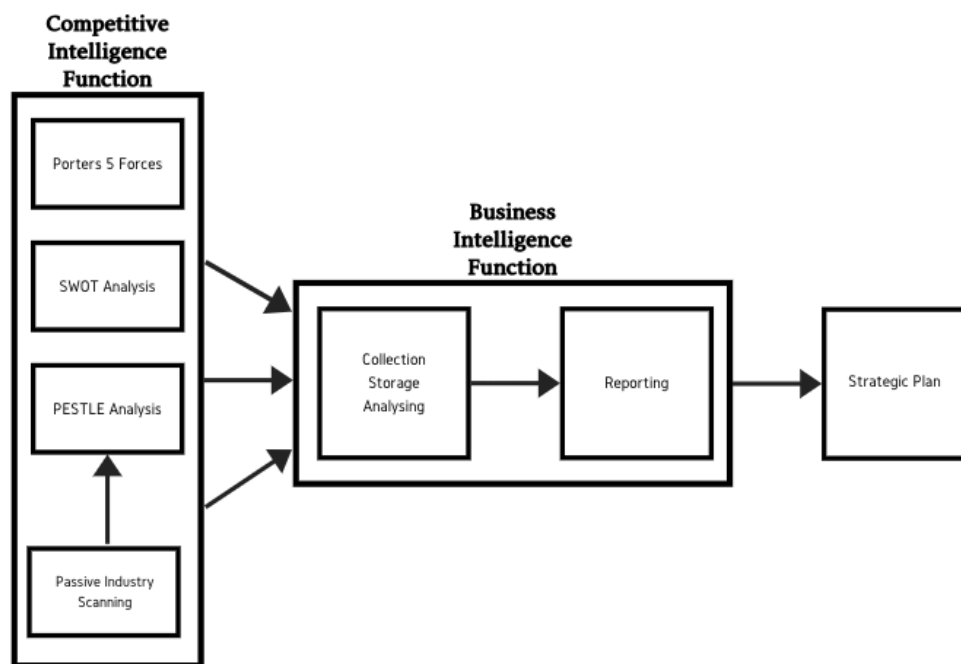 Competitive
Intelligence
Function
Porters 5 Forces
SWOT Analysis
PESTLE Analysis
Passive Industry
Scanning
Business
Intelligence
Function
Collection
Storage
Analysing
Reporting
Strategic Plan